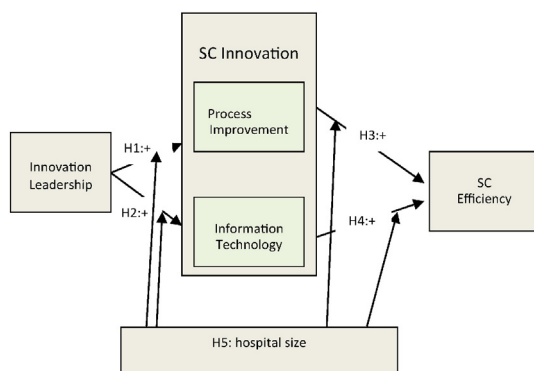 SC Innovation
Process
Improvement
H1:+
H3:+
Innovation
Leadership
SC
Efficiency
H2:+
H4:+
Information
Technology
H5: hospital size